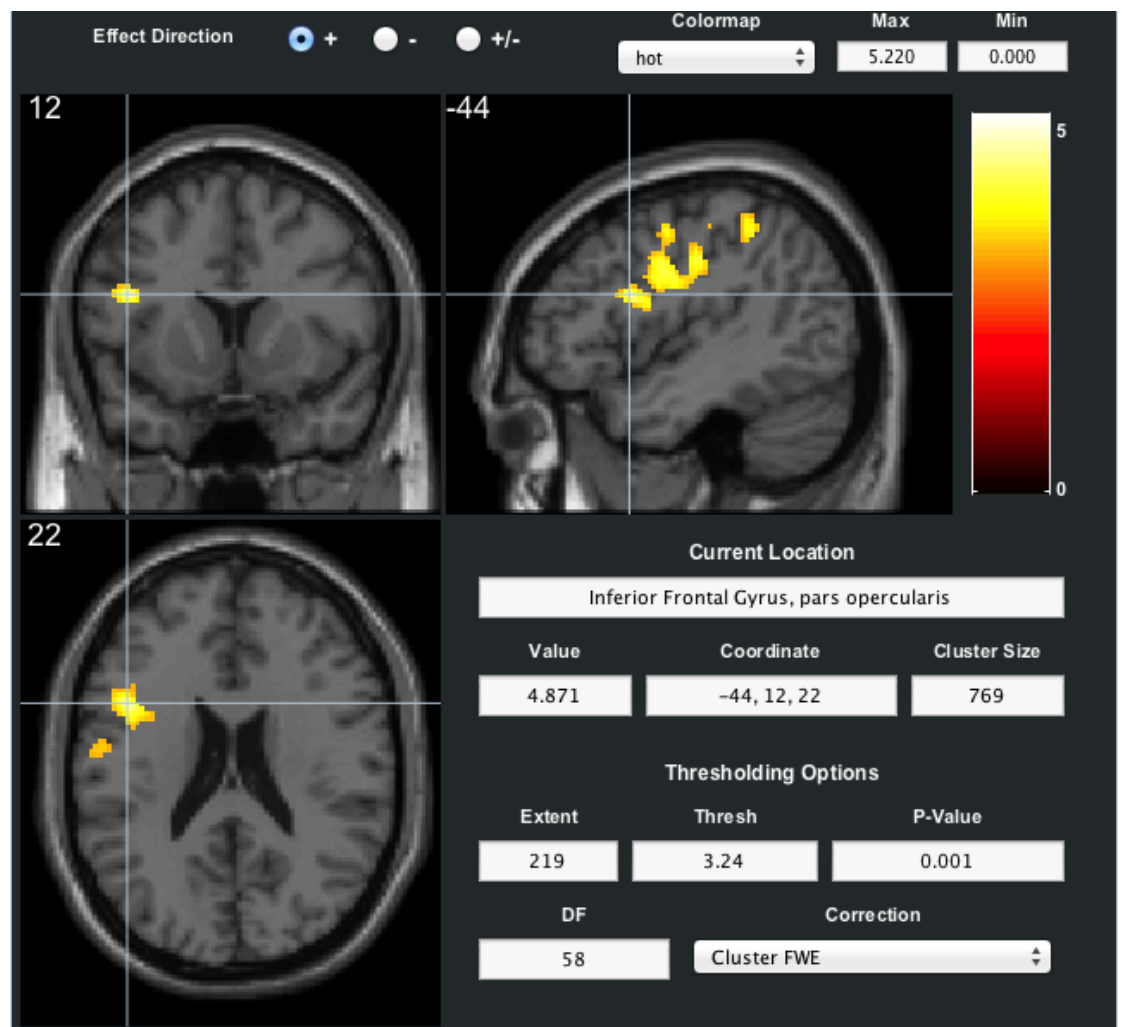 Colormap Max Min
Effect Direction + - +/-
hot 5.220 0.000
12 -44
5
0
22
Current Location
Inferior Frontal Gyrus, pars opercularis
Value Coordinate Cluster Size
4.871 -44, 12, 22 769
Thresholding Options
Extent Thresh P-Value
219 3.24 0.001
DF Correction
58 Cluster FWE